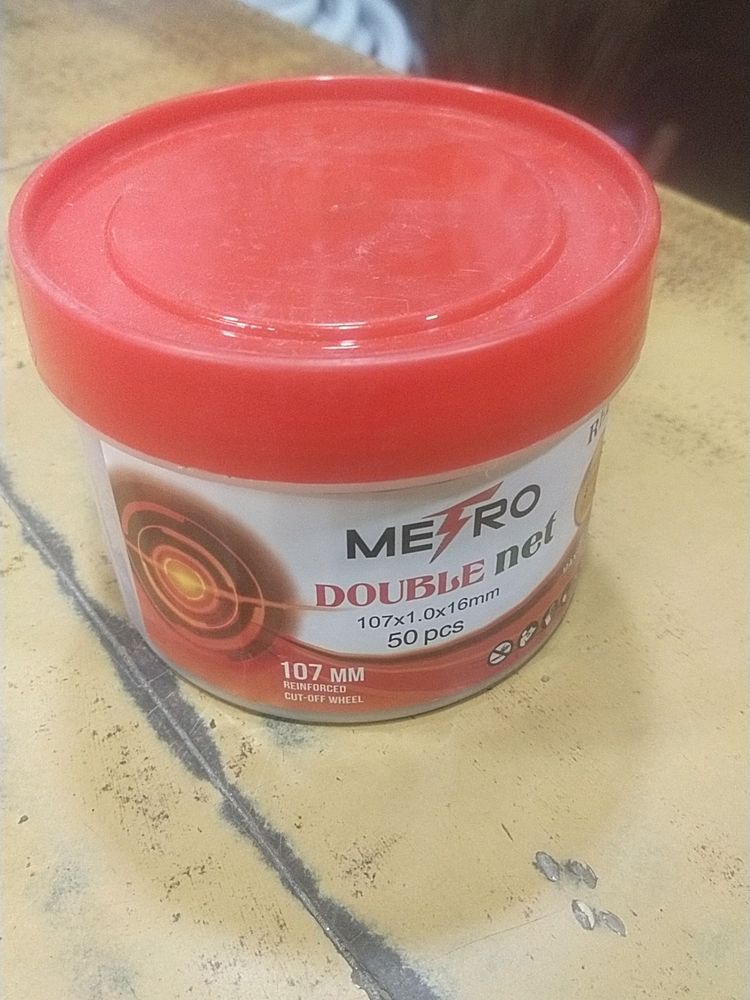 METRO
DOUBLE net
107x1.0x16mm
50 pcs
107 MM
REINFORCED
CUT-OFF WHEEL